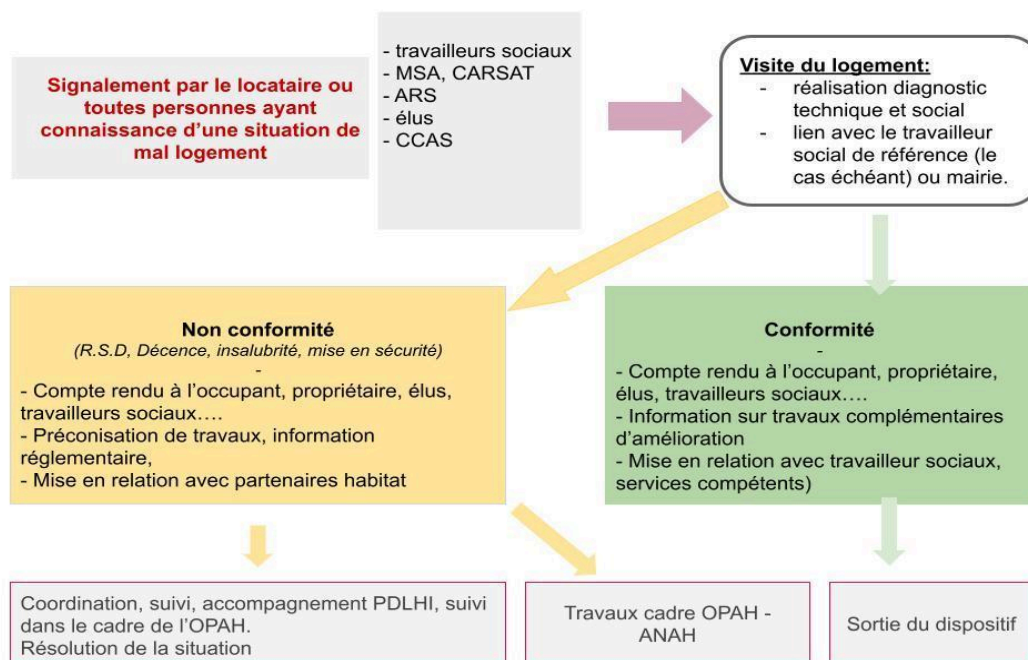 Signalement par le locataire ou
toutes personnes ayant
connaissance d'une situation de
mal logement
- travailleurs sociaux
- MSA, CARSAT
- ARS
- élus
- CCAS
Visite du logement:
- réalisation diagnostic
technique et social
- lien avec le travailleur
social de référence (le
cas échéant) ou mairie.
Non conformité
(R.S.D, Décence, insalubrité, mise en sécurité)
-
- Compte rendu à l'occupant, propriétaire, élus,
travailleurs sociaux….
- Préconisation de travaux, information
réglementaire,
- Mise en relation avec partenaires habitat
Conformité
-
- Compte rendu à l'occupant, propriétaire,
élus, travailleurs sociaux….
- Information sur travaux complémentaires
d'amélioration
- Mise en relation avec travailleur sociaux,
services compétents)
Coordination, suivi, accompagnement PDLHI, suivi
dans le cadre de l'OPAH.
Résolution de la situation
Travaux cadre OPAH -
ANAH
Sortie du dispositif